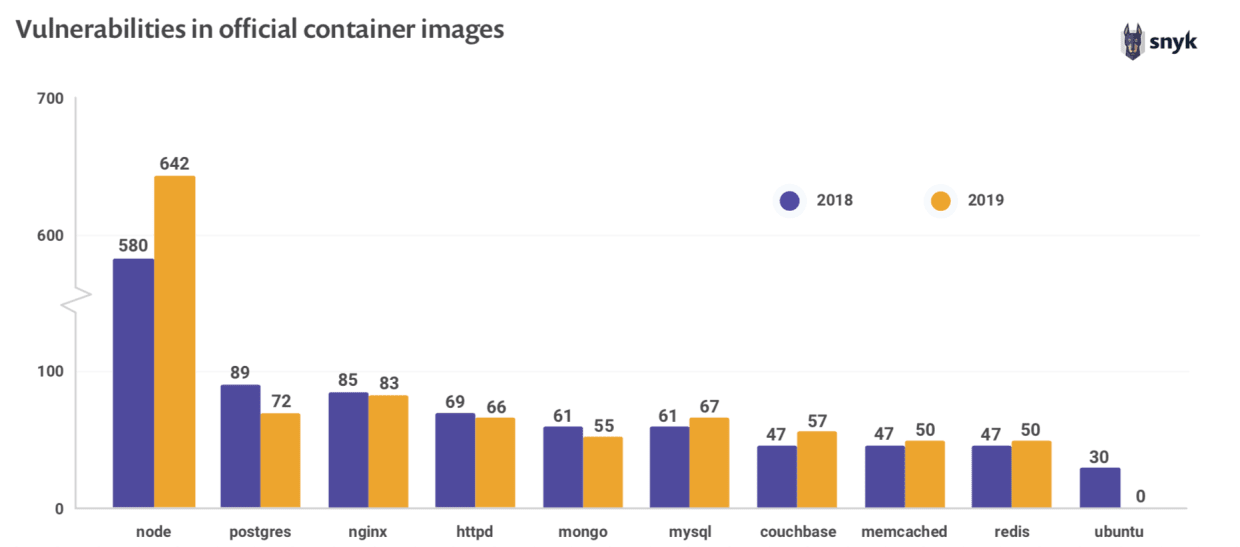 Vulnerabilities in official container images
snyk
700
600
100
0
2018
2019
580
642
89
72
85
83
69
66
61
55
61
67
47
57
47
50
47
50
30
0
node
postgres
nginx
httpd
mongo
mysql
couchbase
memcached
redis
ubuntu